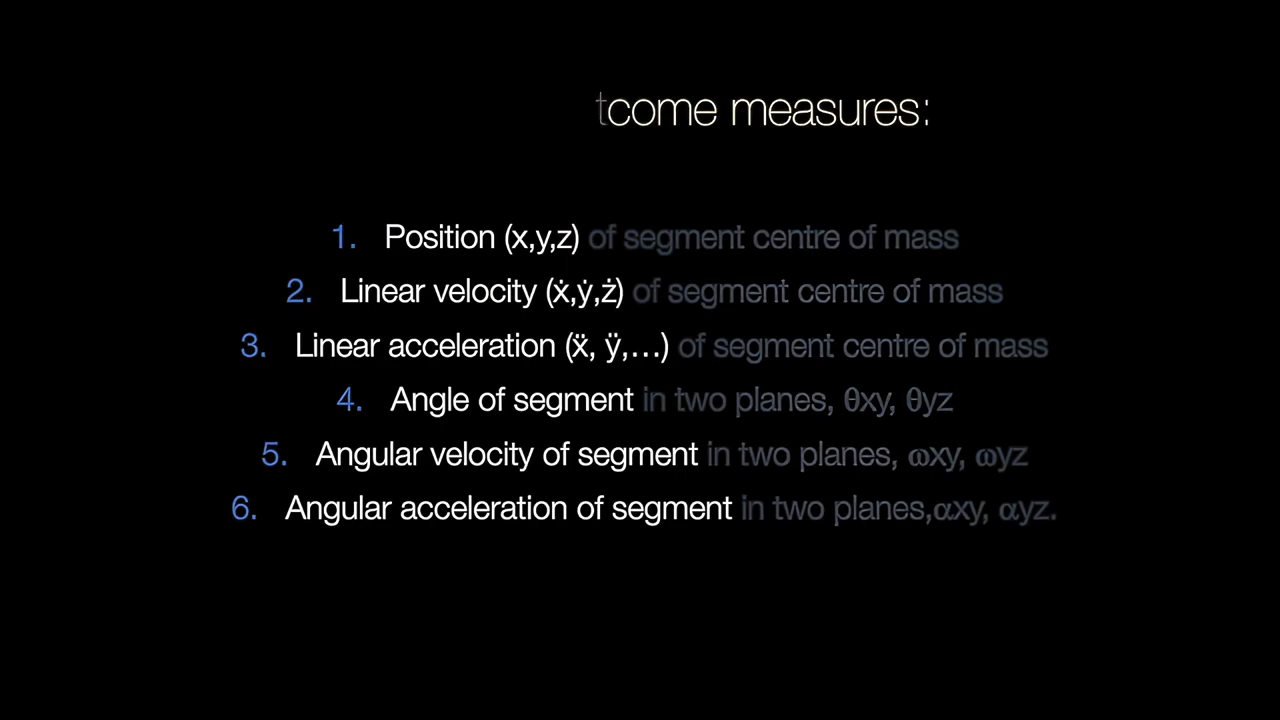 tcome measures:
1. Position (x,y,z) of segment centre of mass
2. Linear velocity (ẋ,ẏ,ż) of segment centre of mass
3. Linear acceleration (ẍ, ÿ,…) of segment centre of mass
4. Angle of segment in two planes, θxy, θyz
5. Angular velocity of segment in two planes, ωxy, ωyz
6. Angular acceleration of segment in two planes,αxy, αyz.